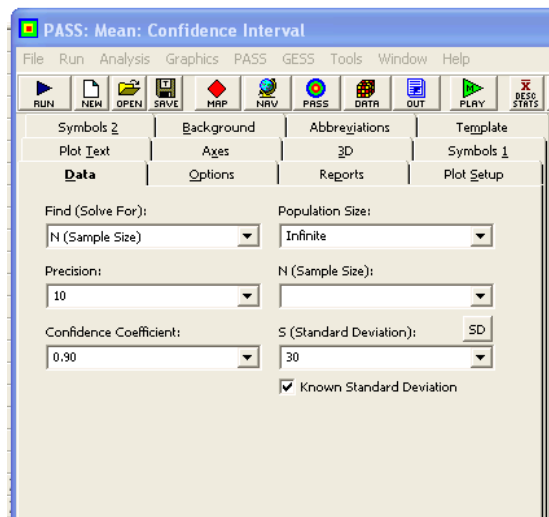 PASS: Mean: Confidence Interval
File Run Analysis Graphics PASS GESS Tools Window Help
RUN NEW OPEN SAVE MAP NAV PASS DATA OUT PLAY X DESC STATS
Symbols 2 Background Abbreviations Template
Plot Text Axes 3D Symbols 1
Data Options Reports Plot Setup
Find (Solve For): Population Size:
N (Sample Size) Infinite
Precision: N (Sample Size):
10
Confidence Coefficient: S (Standard Deviation): SD
0.90 30
Known Standard Deviation